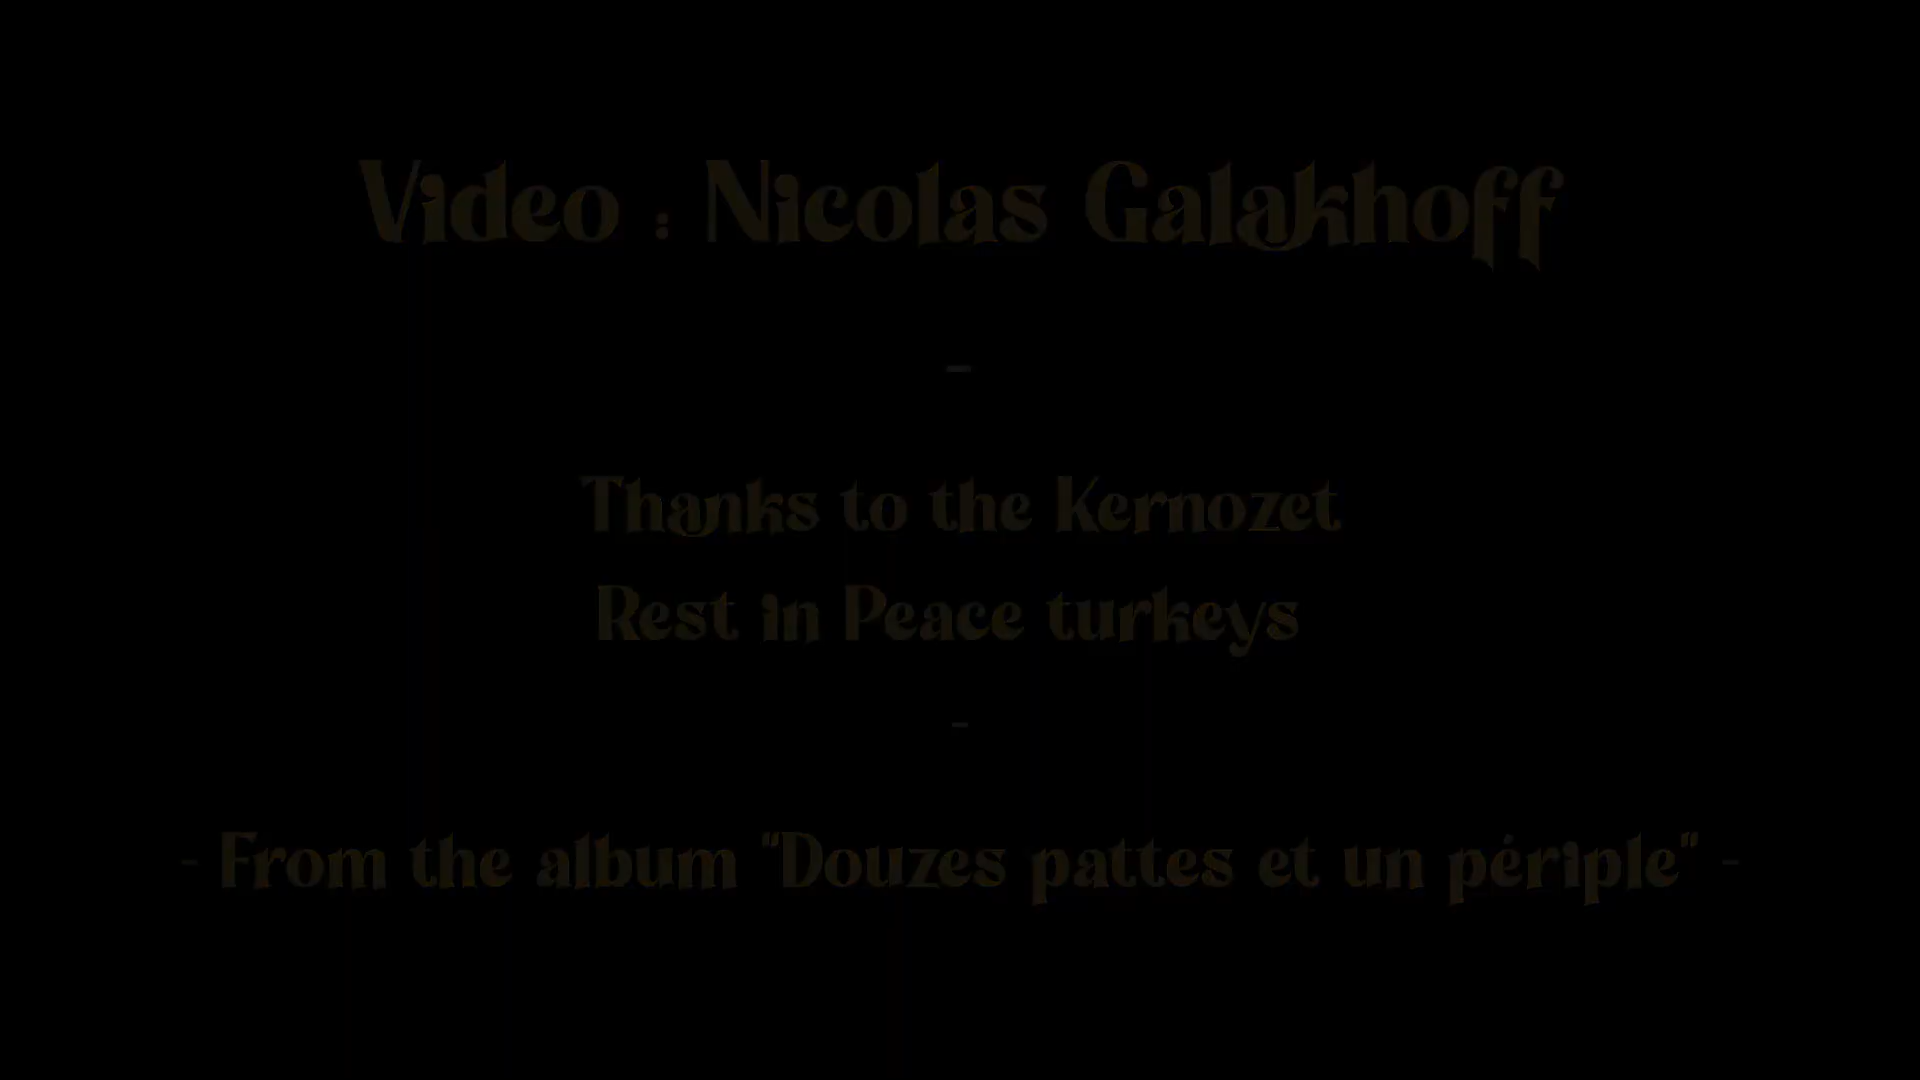 Video : Nicolas Galakhoff
-
Thanks to the Kernozet
Rest in Peace turkeys
-
- From the album "Douzes pattes et un périple" -